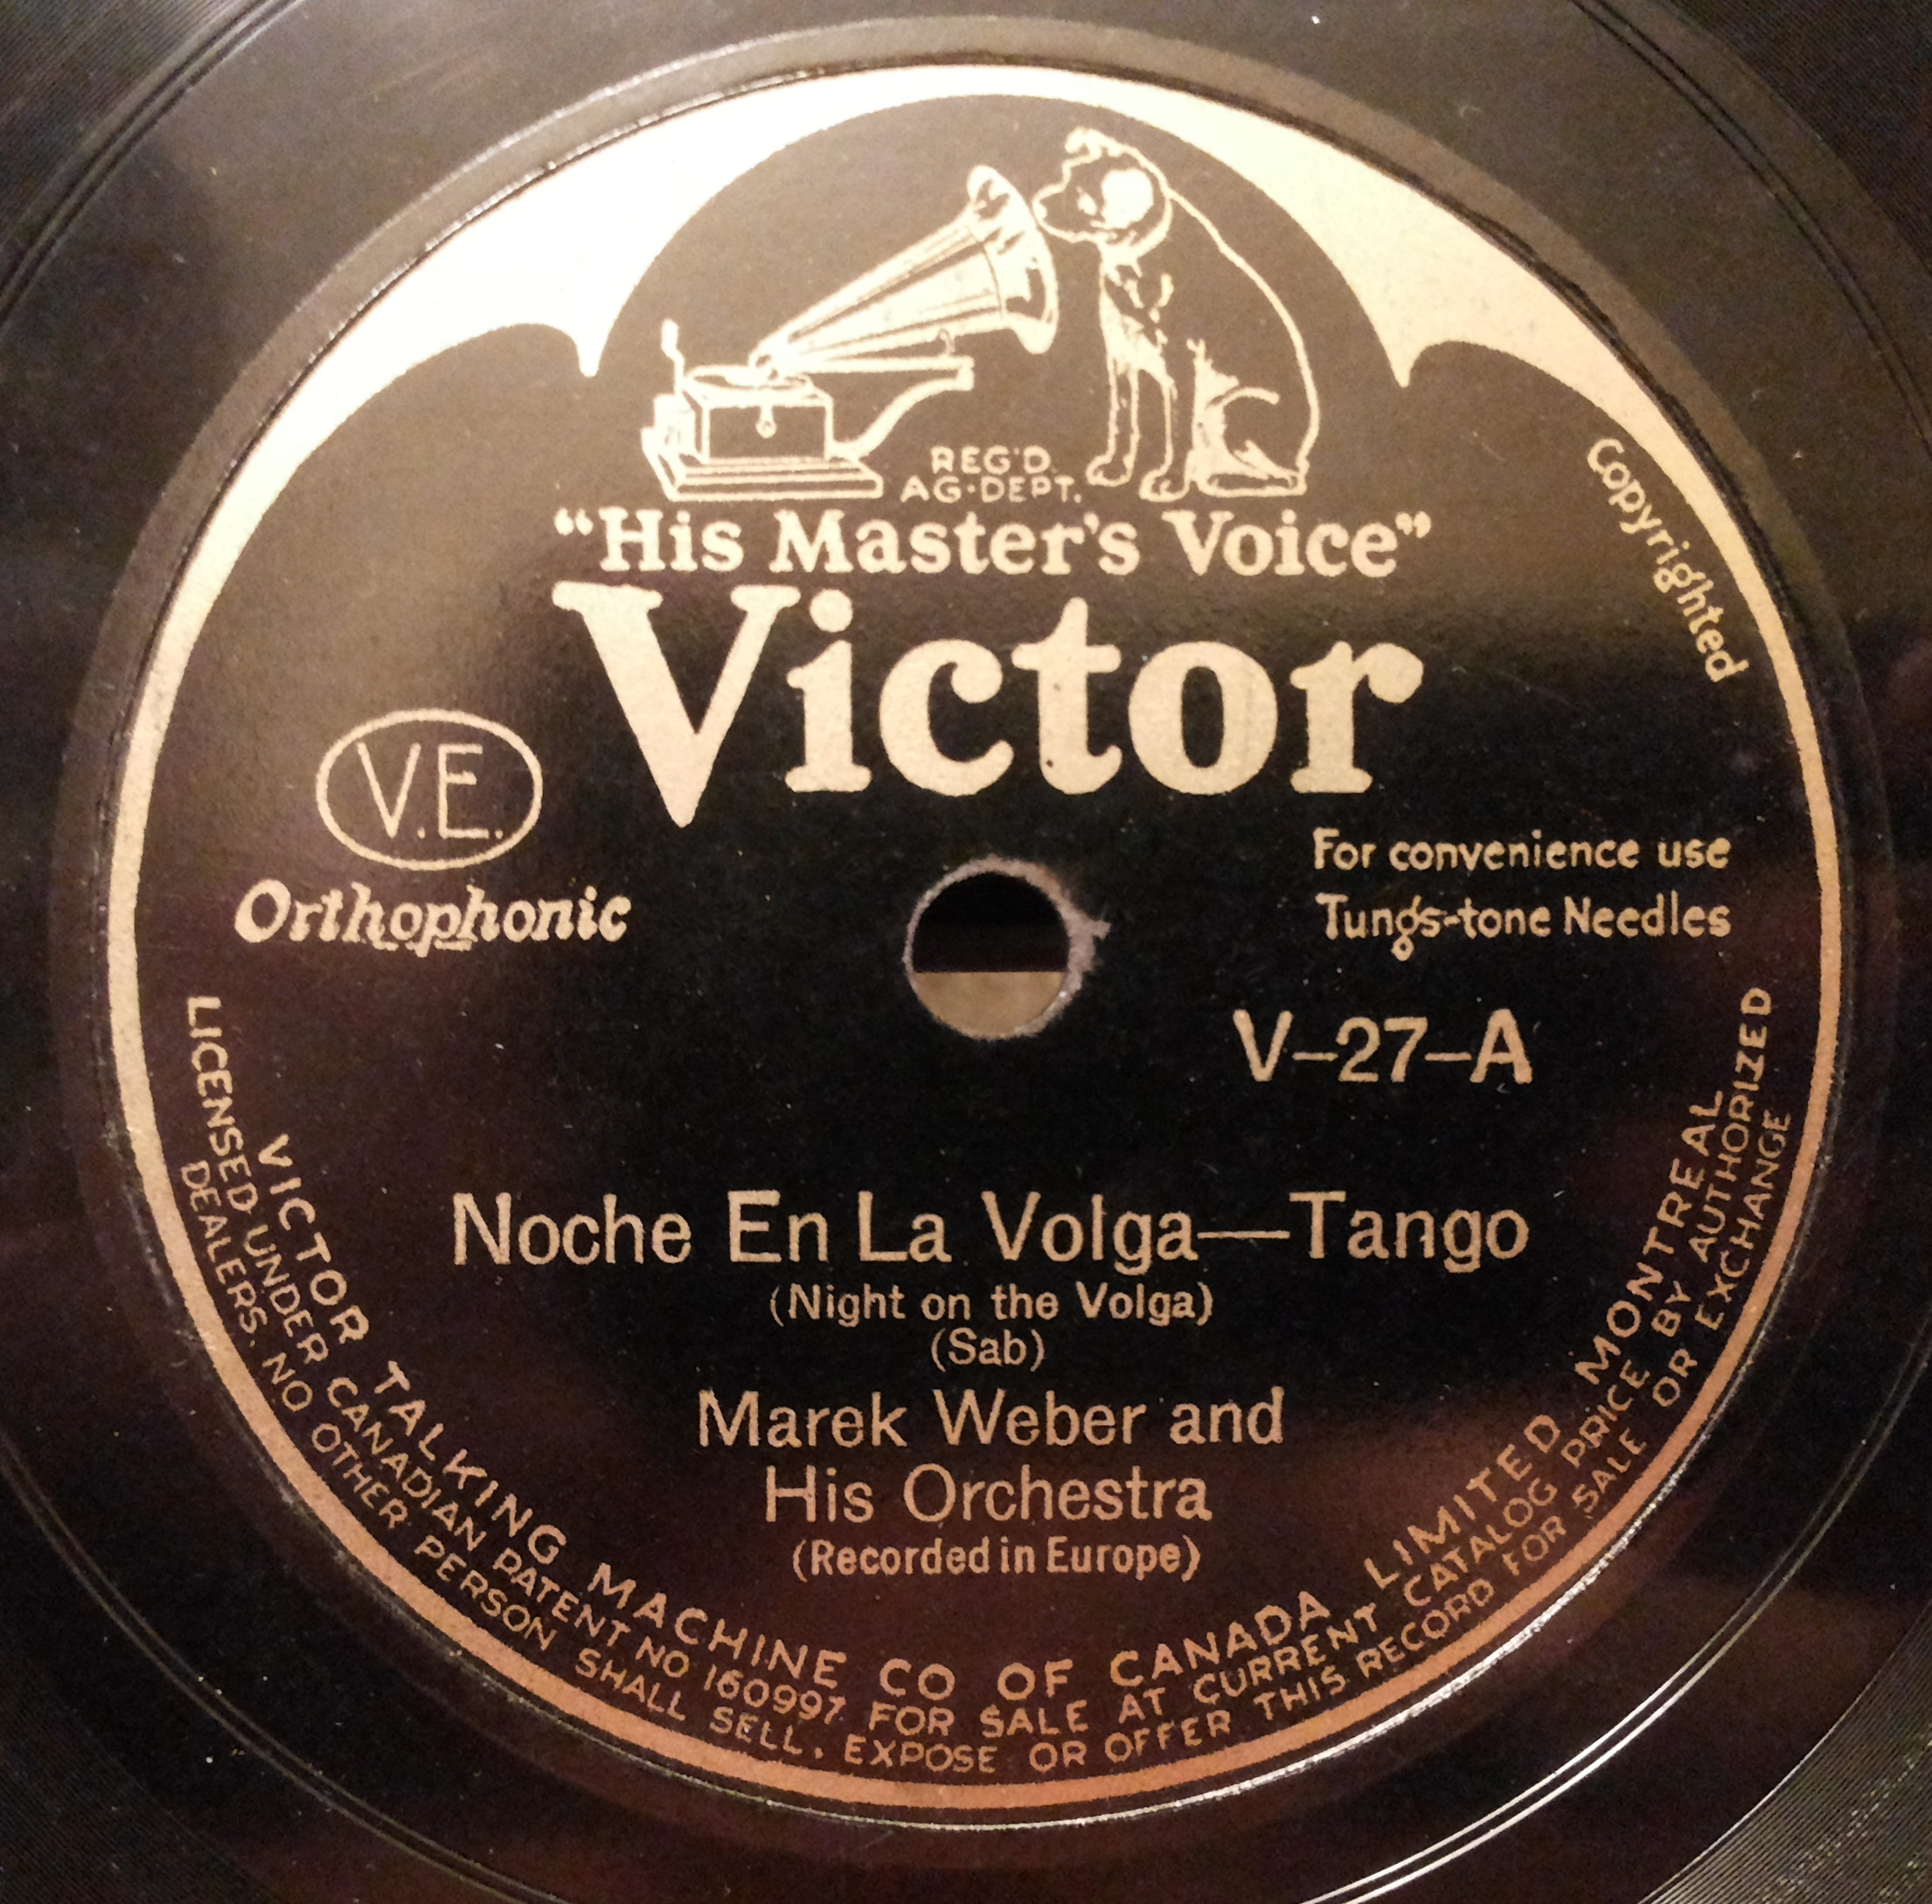 REG'D.
AG·DEPT.
"His Master's Voice"
Victor
Copyrighted
V.E.
Orthophonic
For convenience use
Tungs-tone Needles
V–27–A
Noche En La Volga—Tango
(Night on the Volga)
(Sab)
Marek Weber and
His Orchestra
(Recorded in Europe)
VICTOR TALKING MACHINE CO OF CANADA LIMITED MONTREAL
LICENSED UNDER CANADIAN PATENT NO 160997. FOR SALE AT CURRENT CATALOG PRICE BY AUTHORIZED
DEALERS. NO OTHER PERSON SHALL SELL, EXPOSE OR OFFER THIS RECORD FOR SALE OR EXCHANGE